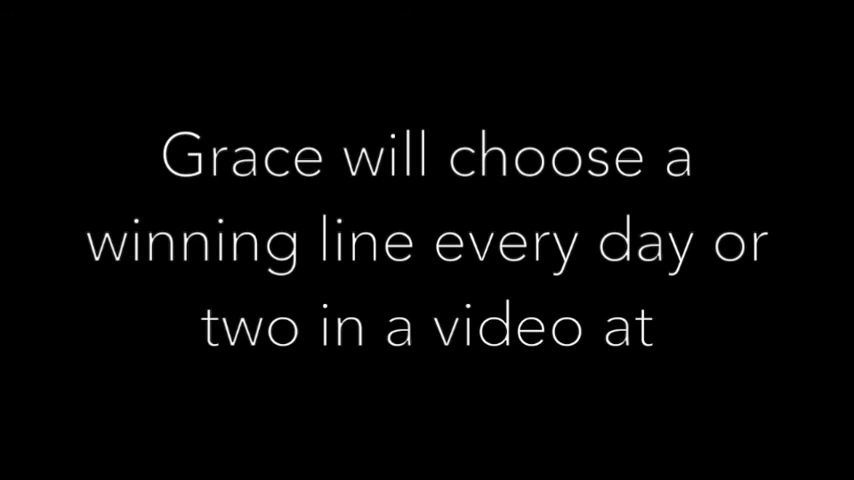 Grace will choose a
winning line every day or
two in a video at